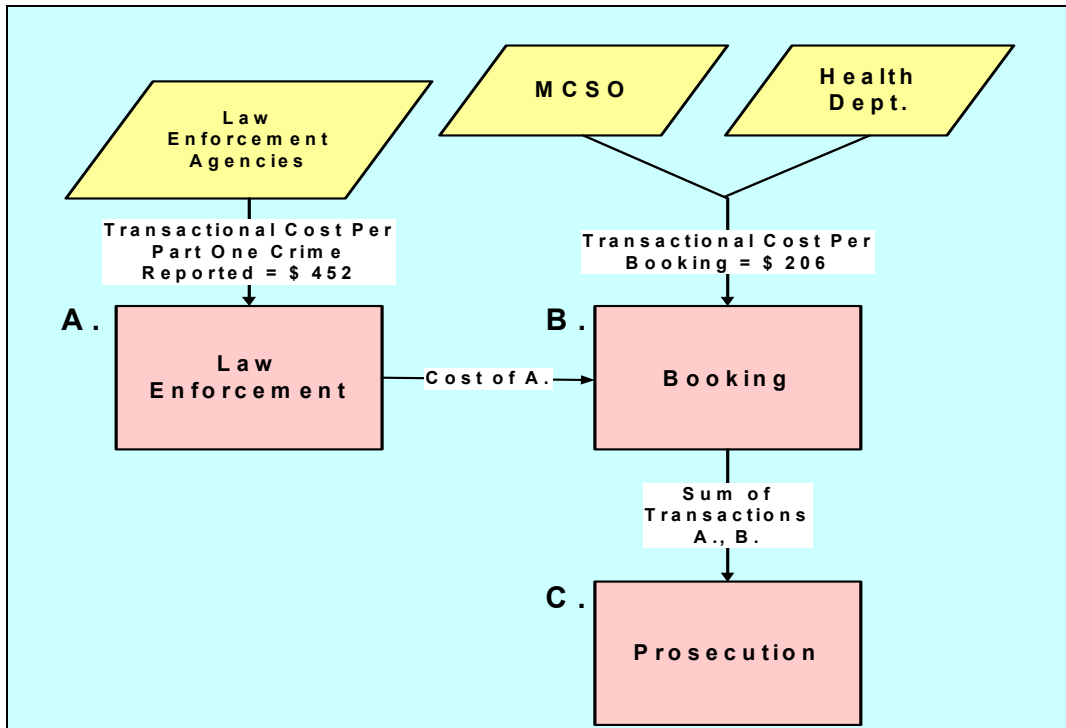 Law
Enforcement
Agencies
MCSO
Health
Dept.
Transactional Cost Per
Part One Crime
Reported = $ 452
Transactional Cost Per
Booking = $ 206
A.
Law
Enforcement
Cost of A.
B.
Booking
Sum of
Transactions
A., B.
C.
Prosecution